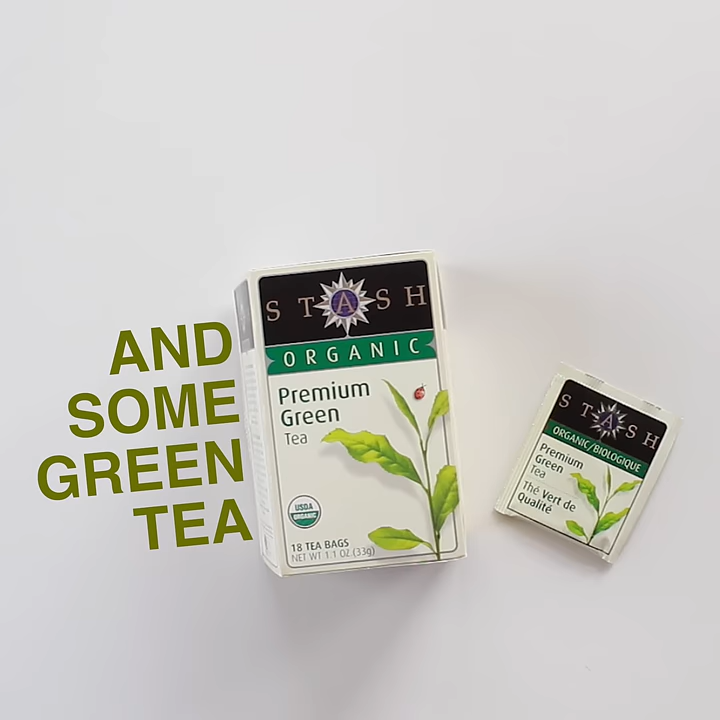 AND
SOME
GREEN
TEA
STASH
ORGANIC
Premium
Green
Tea
USDA
ORGANIC
18 TEA BAGS
NET WT 1.1 OZ (33g)
STASH
ORGANIC/BIOLOGIQUE
Premium
Green
Tea
Thé Vert de
Qualité